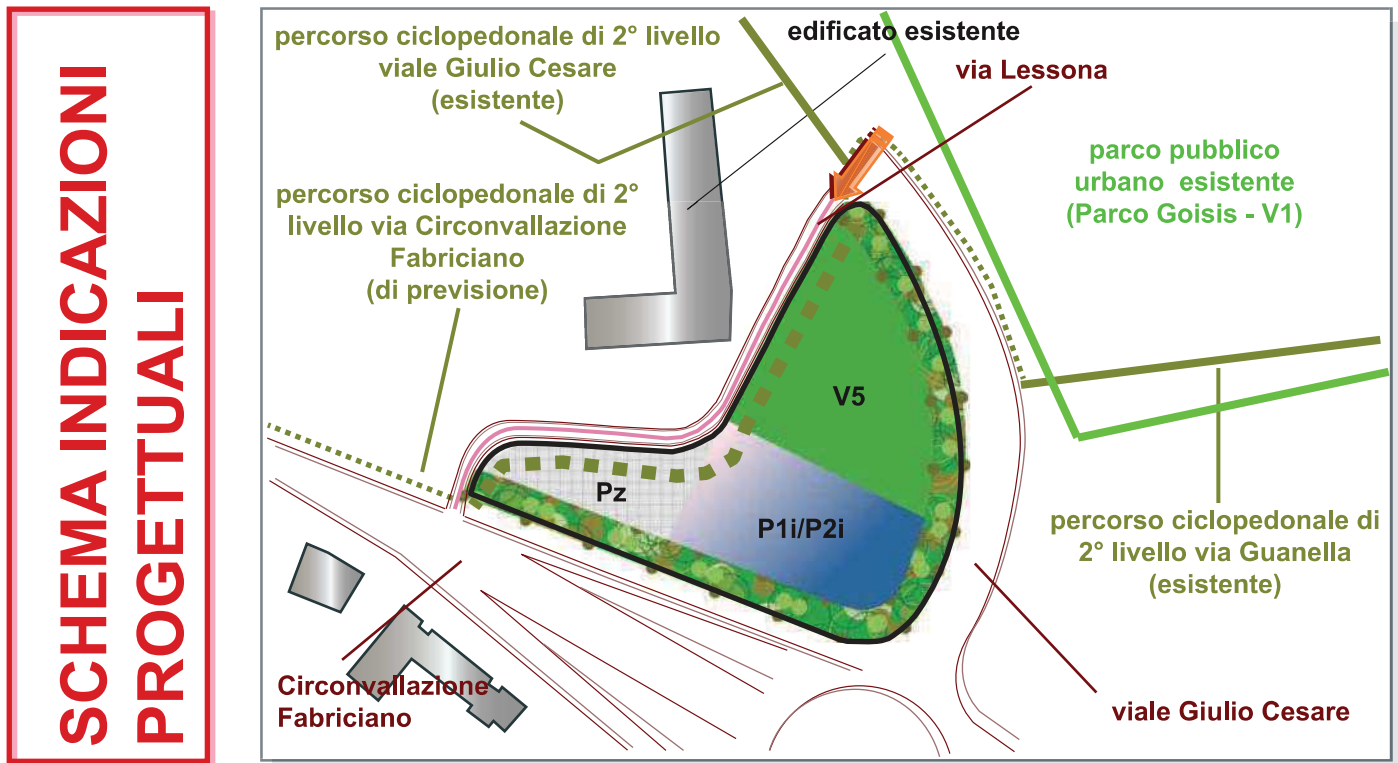 SCHEMA INDICAZIONI
PROGETTUALI
percorso ciclopedonale di 2° livello
viale Giulio Cesare
(esistente)
edificato esistente
via Lessona
parco pubblico
urbano esistente
(Parco Goisis - V1)
percorso ciclopedonale di 2°
livello via Circonvallazione
Fabriciano
(di previsione)
V5
Pz
P1i/P2i
percorso ciclopedonale di
2° livello via Guanella
(esistente)
Circonvallazione
Fabriciano
viale Giulio Cesare